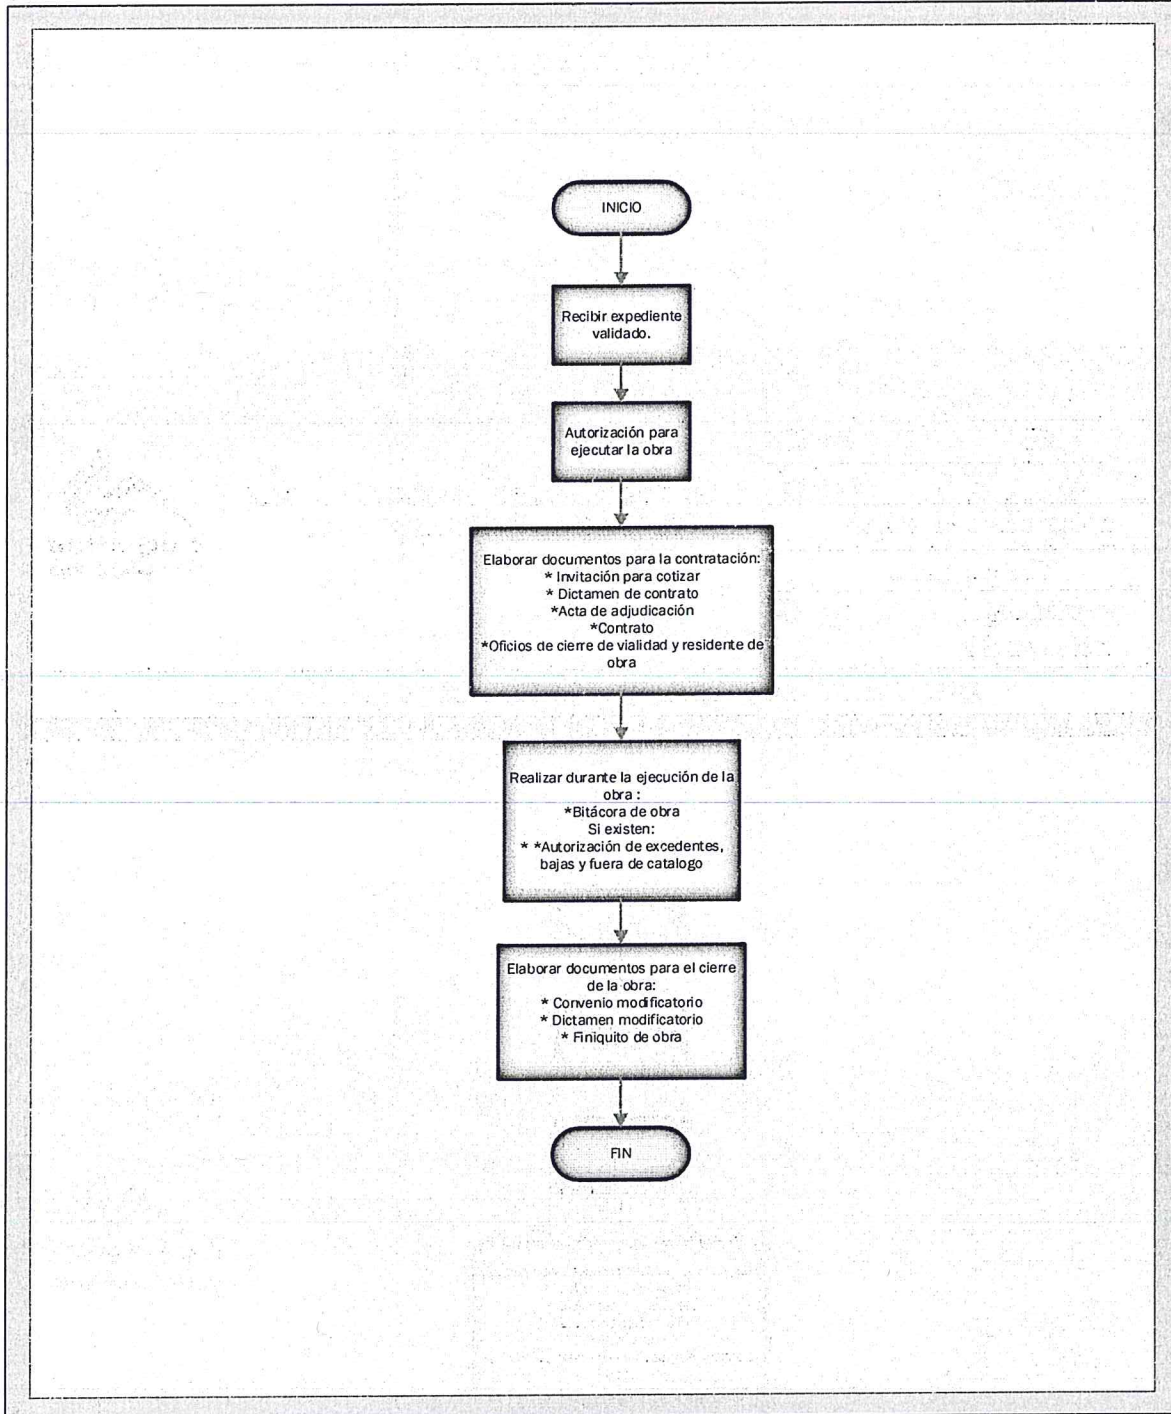 INICIO
Recibir expediente
validado.
Autorización para
ejecutar la obra
Elaborar documentos para la contratación:
* Invitación para cotizar
* Dictamen de contrato
*Acta de adjudicación
*Contrato
*Oficios de cierre de vialidad y residente de
obra
Realizar durante la ejecución de la
obra :
*Bitácora de obra
Si existen:
* *Autorización de excedentes,
bajas y fuera de catalogo
Elaborar documentos para el cierre
de la obra:
* Convenio modificatorio
* Dictamen modificatorio
* Finiquito de obra
FIN